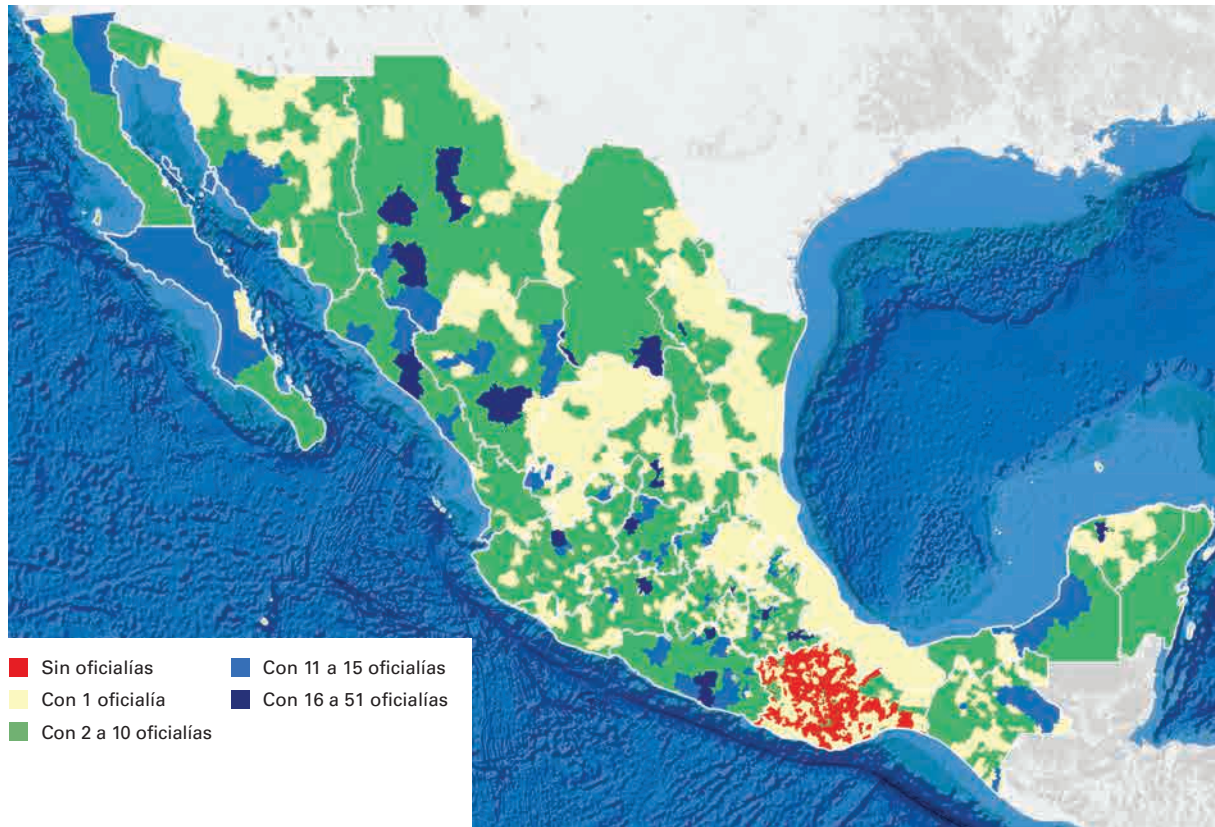 Sin oficialías
Con 1 oficialía
Con 2 a 10 oficialías
Con 11 a 15 oficialías
Con 16 a 51 oficialías